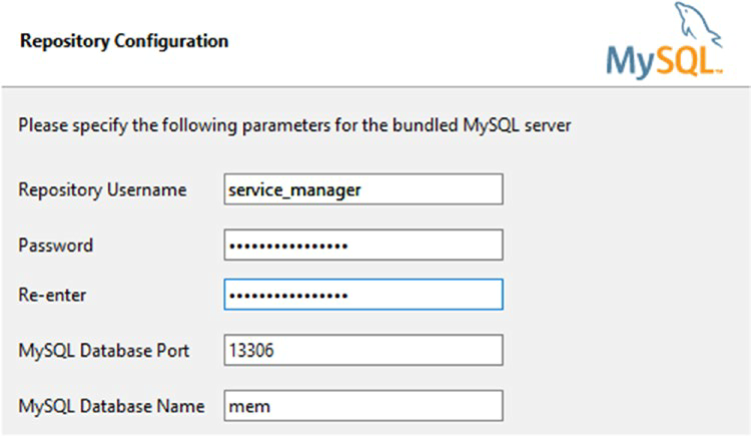 Repository Configuration
MySQL™
Please specify the following parameters for the bundled MySQL server
Repository Username service_manager
Password ••••••••••••••••
Re-enter ••••••••••••••••
MySQL Database Port 13306
MySQL Database Name mem